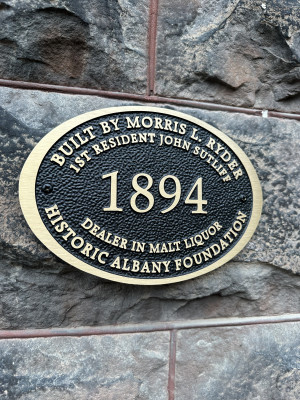 BUILT BY MORRIS L. RYDER
1ST RESIDENT JOHN SUTLIFF
1894
DEALER IN MALT LIQUOR
HISTORIC ALBANY FOUNDATION